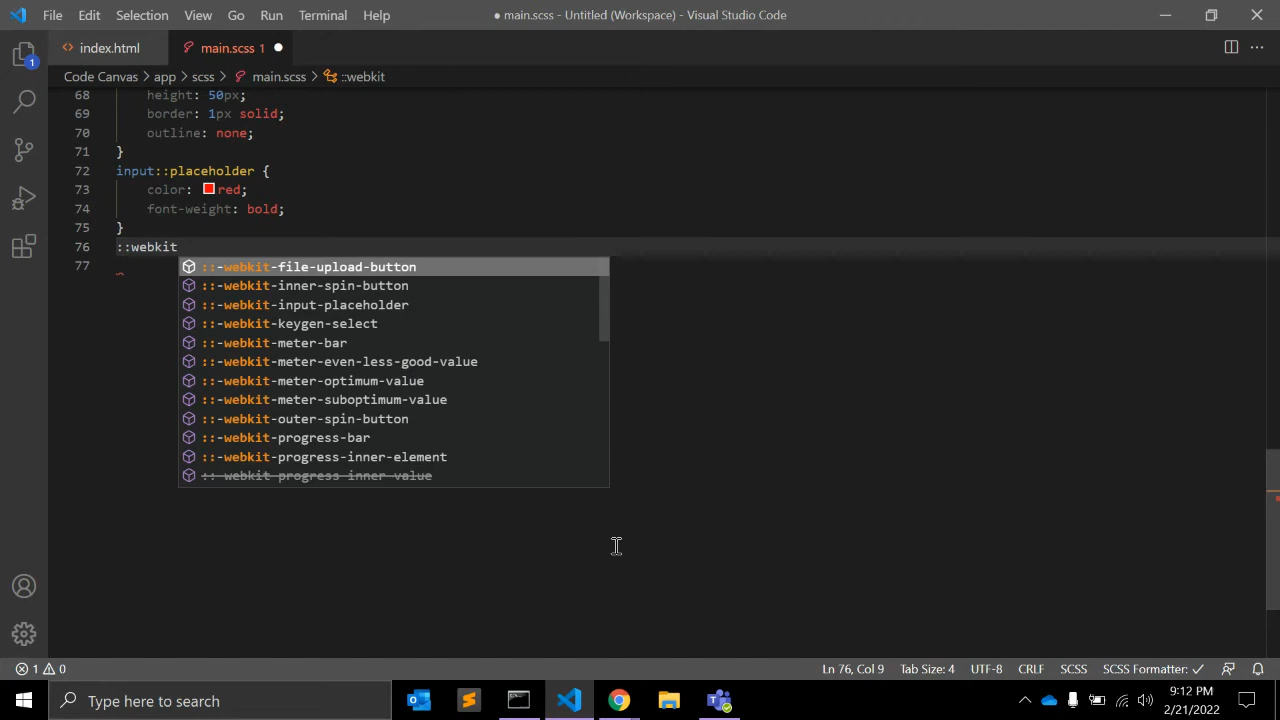 File Edit Selection View Go Run Terminal Help ● main.scss - Untitled (Workspace) - Visual Studio Code
index.html main.scss 1
Code Canvas > app > scss > main.scss > ::webkit
68 height: 50px;
69 border: 1px solid;
70 outline: none;
71 }
72 input::placeholder {
73 color: red;
74 font-weight: bold;
75 }
76 ::webkit
77
::-webkit-file-upload-button
::-webkit-inner-spin-button
::-webkit-input-placeholder
::-webkit-keygen-select
::-webkit-meter-bar
::-webkit-meter-even-less-good-value
::-webkit-meter-optimum-value
::-webkit-meter-suboptimum-value
::-webkit-outer-spin-button
::-webkit-progress-bar
::-webkit-progress-inner-element
::-webkit-progress-inner-value
1
1 0 Ln 76, Col 9 Tab Size: 4 UTF-8 CRLF SCSS SCSS Formatter: ✓
Type here to search
9:12 PM
2/21/2022